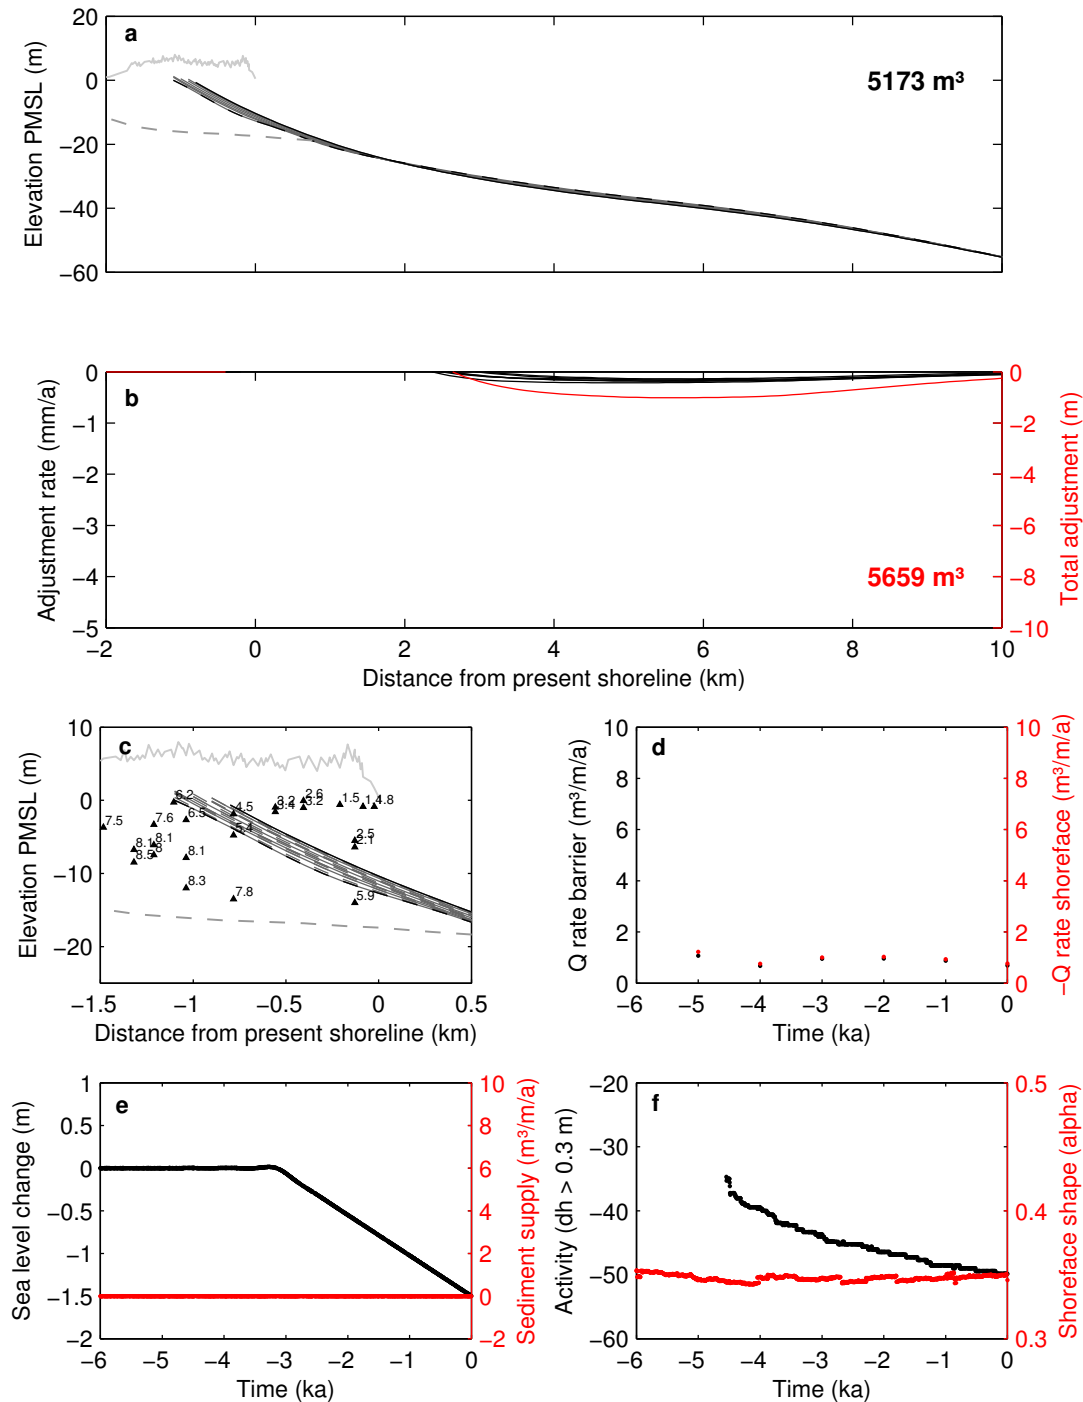 20
0
−20
−40
−60
Elevation PMSL (m)
a
5173 m³
0
−1
−2
−3
−4
−5
Adjustment rate (mm/a)
b
5659 m³
0
−2
−4
−6
−8
−10
Total adjustment (m)
−2 0 2 4 6 8 10
Distance from present shoreline (km)
10
0
−10
−20
Elevation PMSL (m)
c
6.2
7.5
7.6
6.5
8.1
8.1
8
8.5
8.1
8.3
7.8
4.5
5.4
3.2
3.4
2.6
3.2
1.5
1.4
1.8
2.5
2.1
5.9
−1.5 −1 −0.5 0 0.5
Distance from present shoreline (km)
10
8
6
4
2
0
Q rate barrier (m³/m/a)
d
10
8
6
4
2
0
−Q rate shoreface (m³/m/a)
−6 −5 −4 −3 −2 −1 0
Time (ka)
1
0.5
0
−0.5
−1
−1.5
−2
Sea level change (m)
e
10
8
6
4
2
0
−2
Sediment supply (m³/m/a)
−6 −5 −4 −3 −2 −1 0
Time (ka)
−20
−30
−40
−50
−60
Activity (dh > 0.3 m)
f
0.5
0.4
0.3
Shoreface shape (alpha)
−6 −5 −4 −3 −2 −1 0
Time (ka)